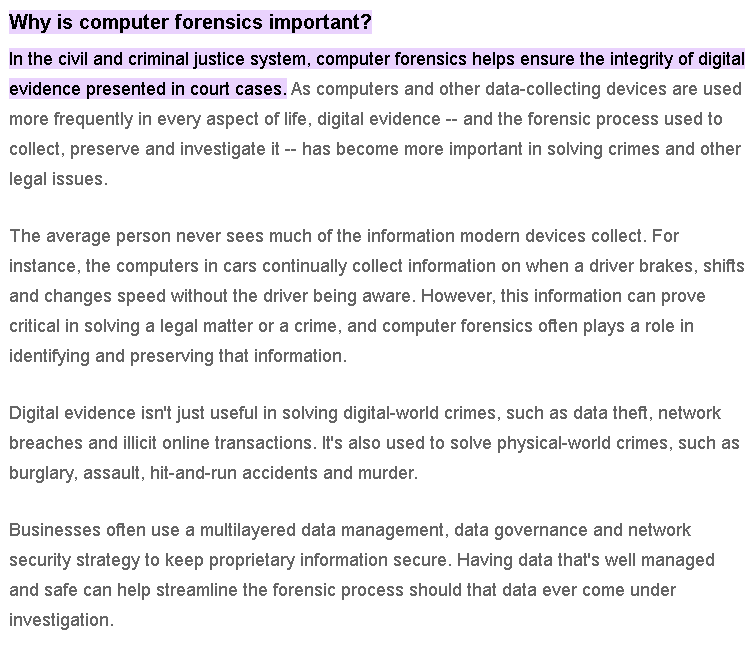 Why is computer forensics important?
In the civil and criminal justice system, computer forensics helps ensure the integrity of digital
evidence presented in court cases. As computers and other data-collecting devices are used
more frequently in every aspect of life, digital evidence -- and the forensic process used to
collect, preserve and investigate it -- has become more important in solving crimes and other
legal issues.
The average person never sees much of the information modern devices collect. For
instance, the computers in cars continually collect information on when a driver brakes, shifts
and changes speed without the driver being aware. However, this information can prove
critical in solving a legal matter or a crime, and computer forensics often plays a role in
identifying and preserving that information.
Digital evidence isn't just useful in solving digital-world crimes, such as data theft, network
breaches and illicit online transactions. It's also used to solve physical-world crimes, such as
burglary, assault, hit-and-run accidents and murder.
Businesses often use a multilayered data management, data governance and network
security strategy to keep proprietary information secure. Having data that's well managed
and safe can help streamline the forensic process should that data ever come under
investigation.